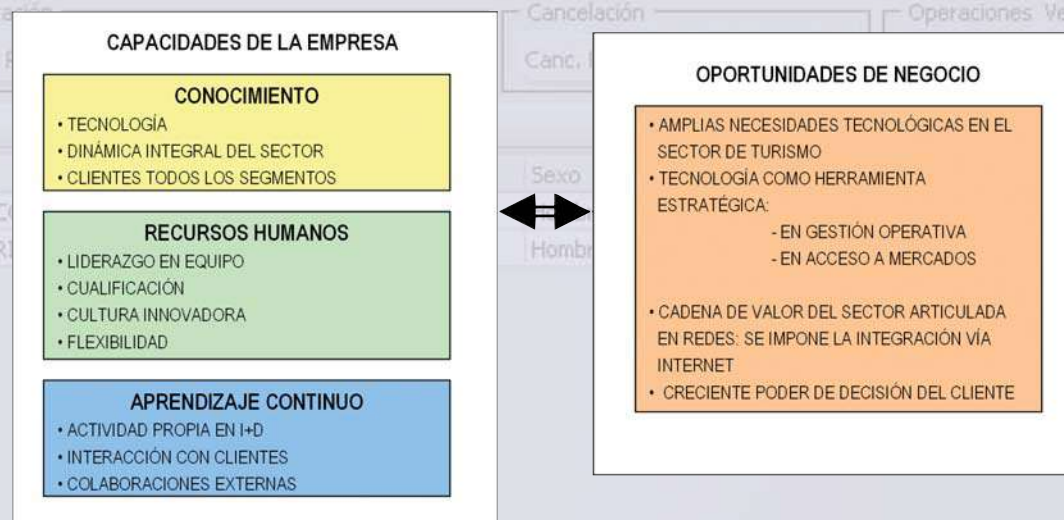 Cancelación
Operaciones
Canc.
CAPACIDADES DE LA EMPRESA
CONOCIMIENTO
• TECNOLOGÍA
• DINÁMICA INTEGRAL DEL SECTOR
• CLIENTES TODOS LOS SEGMENTOS
RECURSOS HUMANOS
• LIDERAZGO EN EQUIPO
• CUALIFICACIÓN
• CULTURA INNOVADORA
• FLEXIBILIDAD
APRENDIZAJE CONTINUO
• ACTIVIDAD PROPIA EN I+D
• INTERACCIÓN CON CLIENTES
• COLABORACIONES EXTERNAS
Sexo
OPORTUNIDADES DE NEGOCIO
• AMPLIAS NECESIDADES TECNOLÓGICAS EN EL
SECTOR DE TURISMO
• TECNOLOGÍA COMO HERRAMIENTA
ESTRATÉGICA:
- EN GESTIÓN OPERATIVA
- EN ACCESO A MERCADOS
• CADENA DE VALOR DEL SECTOR ARTICULADA
EN REDES: SE IMPONE LA INTEGRACIÓN VÍA
INTERNET
• CRECIENTE PODER DE DECISIÓN DEL CLIENTE